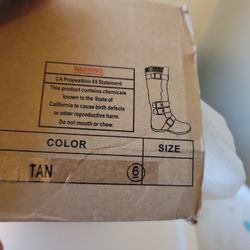 WARNING
CA Proposition 65 Statement
This product contains chemicals
known to the State of
California to cause birth defects
or other reproductive harm.
Do not mouth or chew.
COLOR SIZE
TAN 6